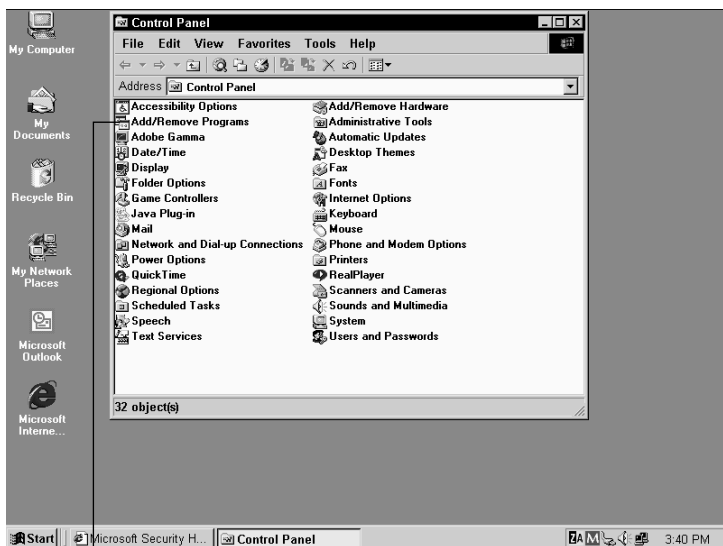 My Computer
My
Documents
Recycle Bin
My Network
Places
Microsoft
Outlook
Microsoft
Interne...
Control Panel
File Edit View Favorites Tools Help
Address Control Panel
Accessibility Options
Add/Remove Programs
Adobe Gamma
Date/Time
Display
Folder Options
Game Controllers
Java Plug-in
Mail
Network and Dial-up Connections
Power Options
QuickTime
Regional Options
Scheduled Tasks
Speech
Text Services
Add/Remove Hardware
Administrative Tools
Automatic Updates
Desktop Themes
Fax
Fonts
Internet Options
Keyboard
Mouse
Phone and Modem Options
Printers
RealPlayer
Scanners and Cameras
Sounds and Multimedia
System
Users and Passwords
32 object(s)
Start Microsoft Security H... Control Panel ZA M 3:40 PM